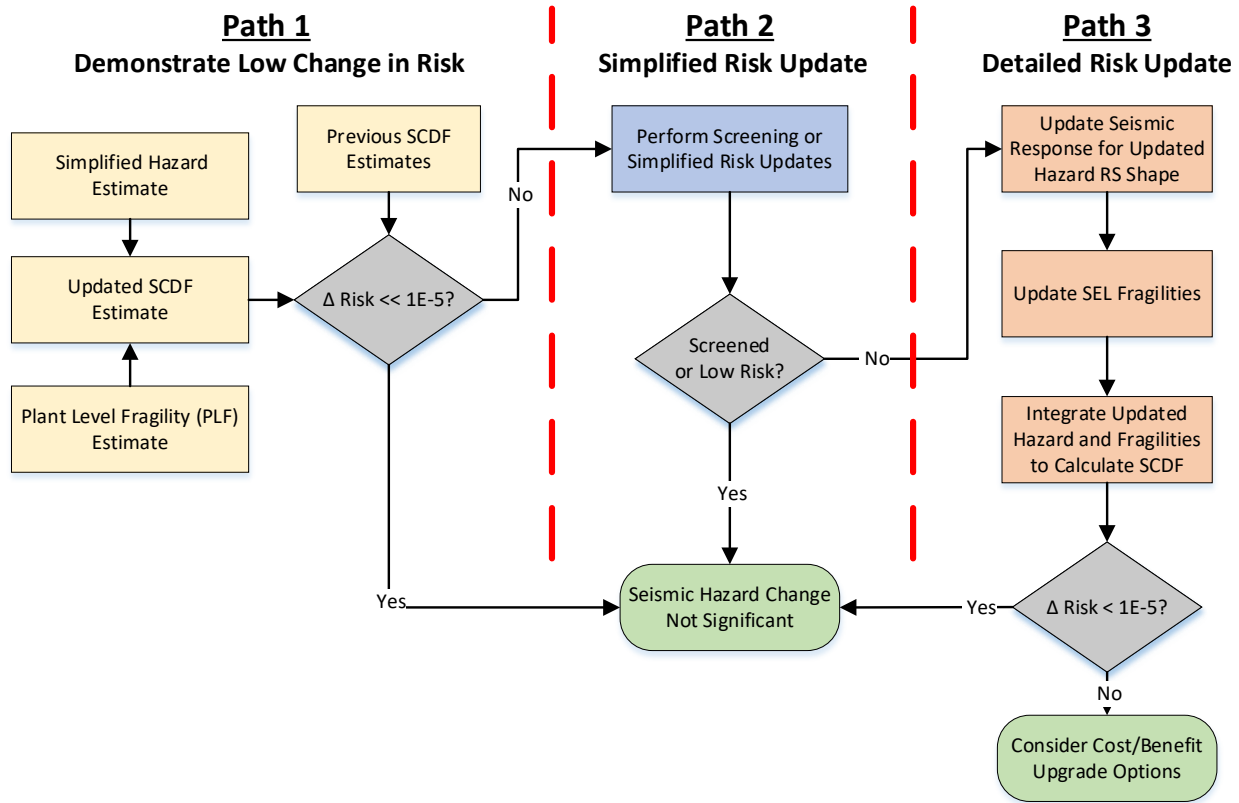 Path 1
Demonstrate Low Change in Risk
Simplified Hazard
Estimate
Previous SCDF
Estimates
Updated SCDF
Estimate
Δ Risk << 1E-5?
Plant Level Fragility (PLF)
Estimate
No
Yes
Path 2
Simplified Risk Update
Perform Screening or
Simplified Risk Updates
Screened
or Low Risk?
No
Yes
Seismic Hazard Change
Not Significant
Path 3
Detailed Risk Update
Update Seismic
Response for Updated
Hazard RS Shape
Update SEL Fragilities
Integrate Updated
Hazard and Fragilities
to Calculate SCDF
Δ Risk < 1E-5?
Yes
No
Consider Cost/Benefit
Upgrade Options